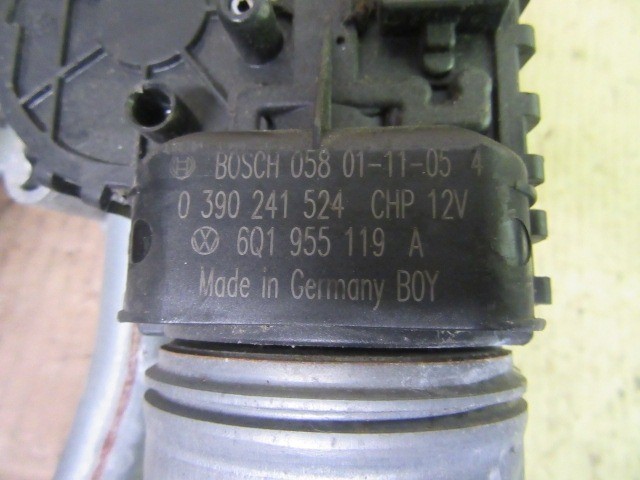 BOSCH 058 01-11-05 4
0 390 241 524 CHP 12V
6Q1 955 119 A
Made in Germany BOY